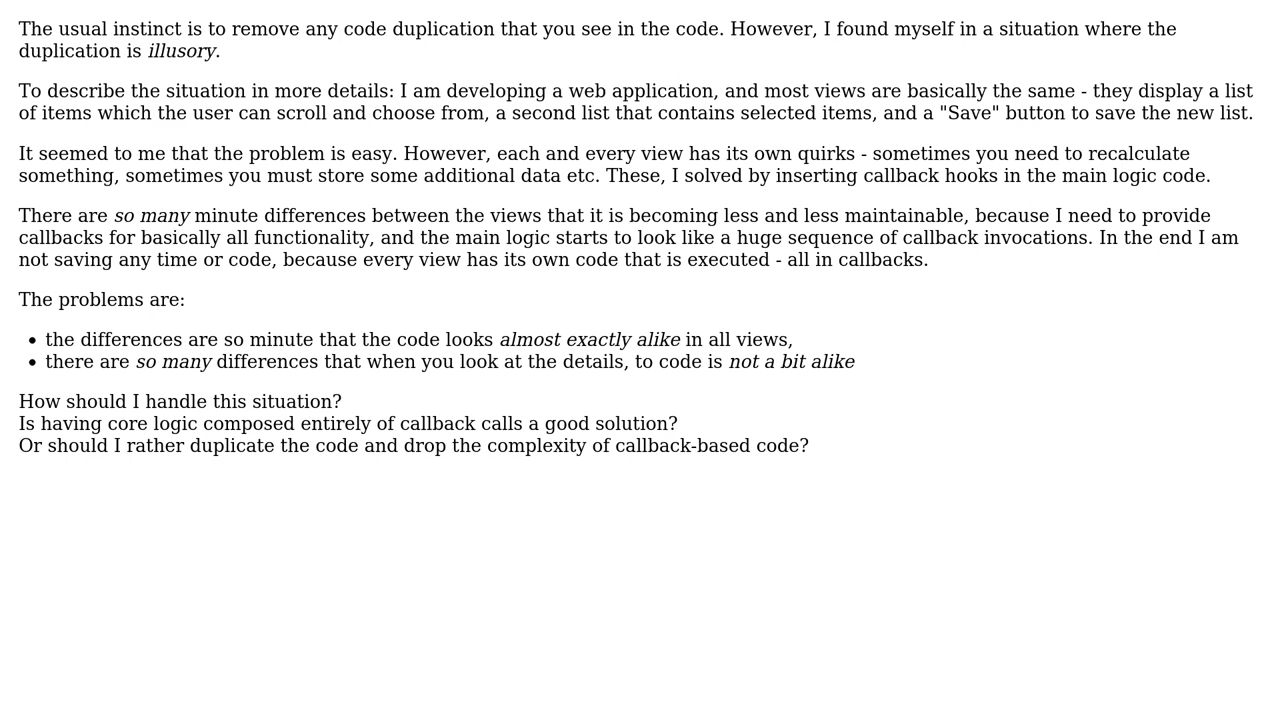 The usual instinct is to remove any code duplication that you see in the code. However, I found myself in a situation where the
duplication is illusory.
To describe the situation in more details: I am developing a web application, and most views are basically the same - they display a list
of items which the user can scroll and choose from, a second list that contains selected items, and a "Save" button to save the new list.
It seemed to me that the problem is easy. However, each and every view has its own quirks - sometimes you need to recalculate
something, sometimes you must store some additional data etc. These, I solved by inserting callback hooks in the main logic code.
There are so many minute differences between the views that it is becoming less and less maintainable, because I need to provide
callbacks for basically all functionality, and the main logic starts to look like a huge sequence of callback invocations. In the end I am
not saving any time or code, because every view has its own code that is executed - all in callbacks.
The problems are:
• the differences are so minute that the code looks almost exactly alike in all views,
• there are so many differences that when you look at the details, to code is not a bit alike
How should I handle this situation?
Is having core logic composed entirely of callback calls a good solution?
Or should I rather duplicate the code and drop the complexity of callback-based code?